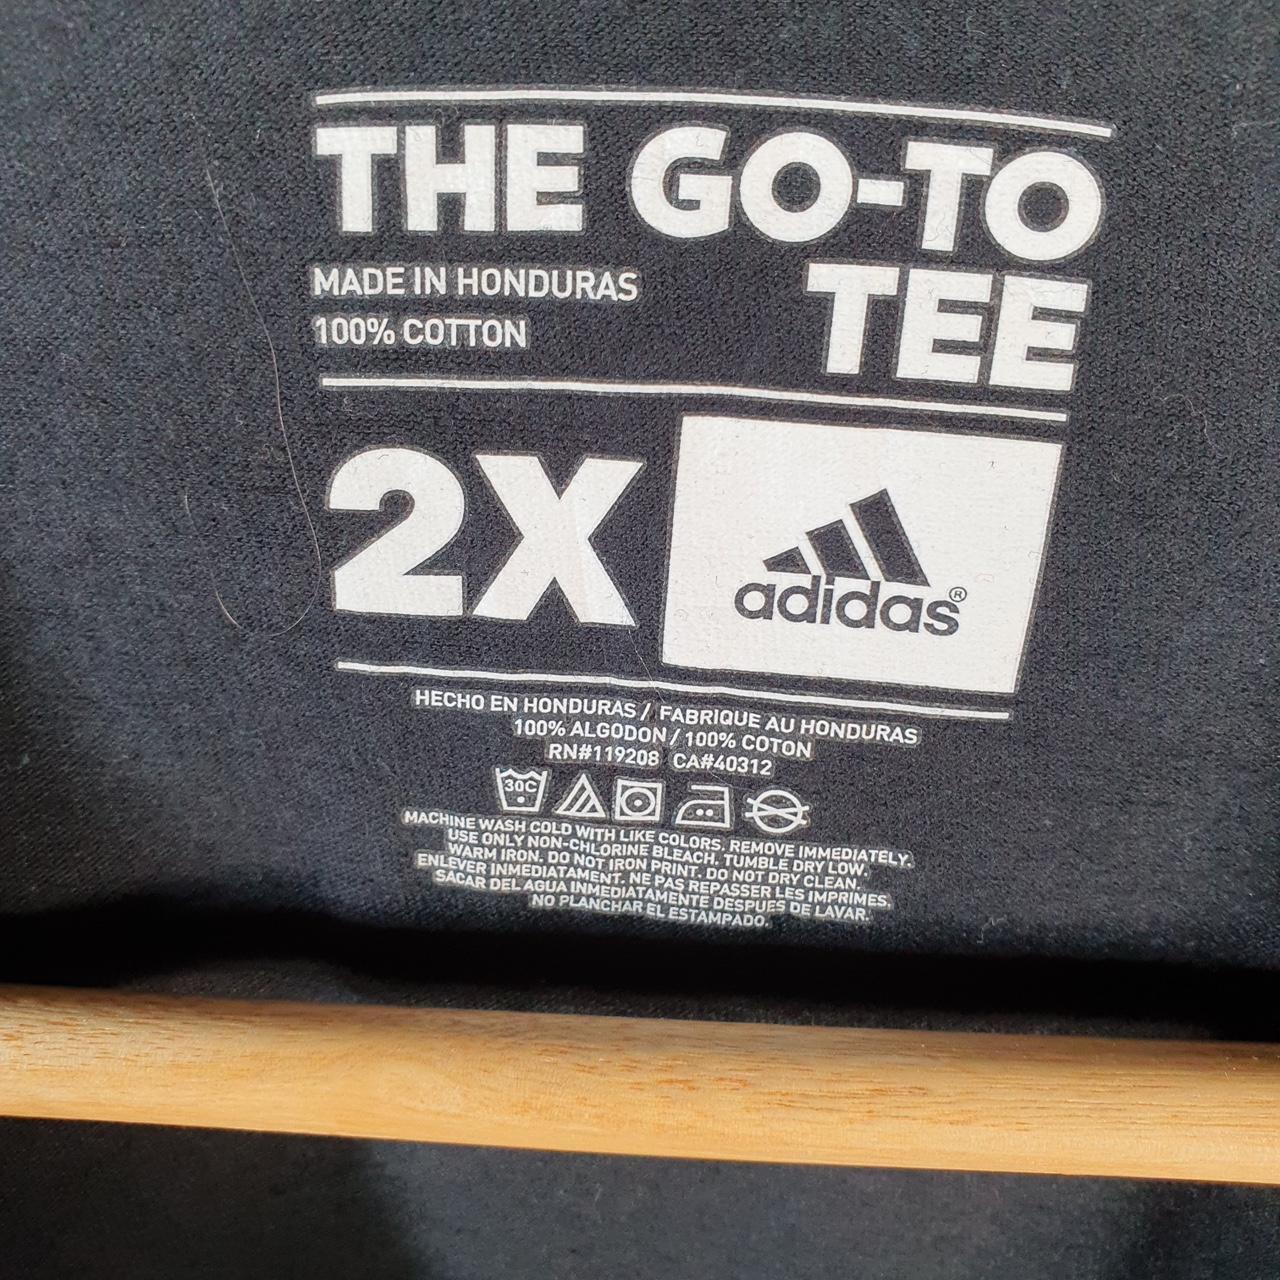 THE GO-TO
TEE
MADE IN HONDURAS
100% COTTON
2X
adidas®
HECHO EN HONDURAS / FABRIQUE AU HONDURAS
100% ALGODON / 100% COTON
RN#119208 CA#40312
30C
MACHINE WASH COLD WITH LIKE COLORS. REMOVE IMMEDIATELY.
USE ONLY NON-CHLORINE BLEACH. TUMBLE DRY LOW.
WARM IRON. DO NOT IRON PRINT. DO NOT DRY CLEAN.
ENLEVER IMMEDIATAMENT. NE PAS REPASSER LES IMPRIMES.
SACAR DEL AGUA INMEDIATAMENTE DESPUES DE LAVAR.
NO PLANCHAR EL ESTAMPADO.